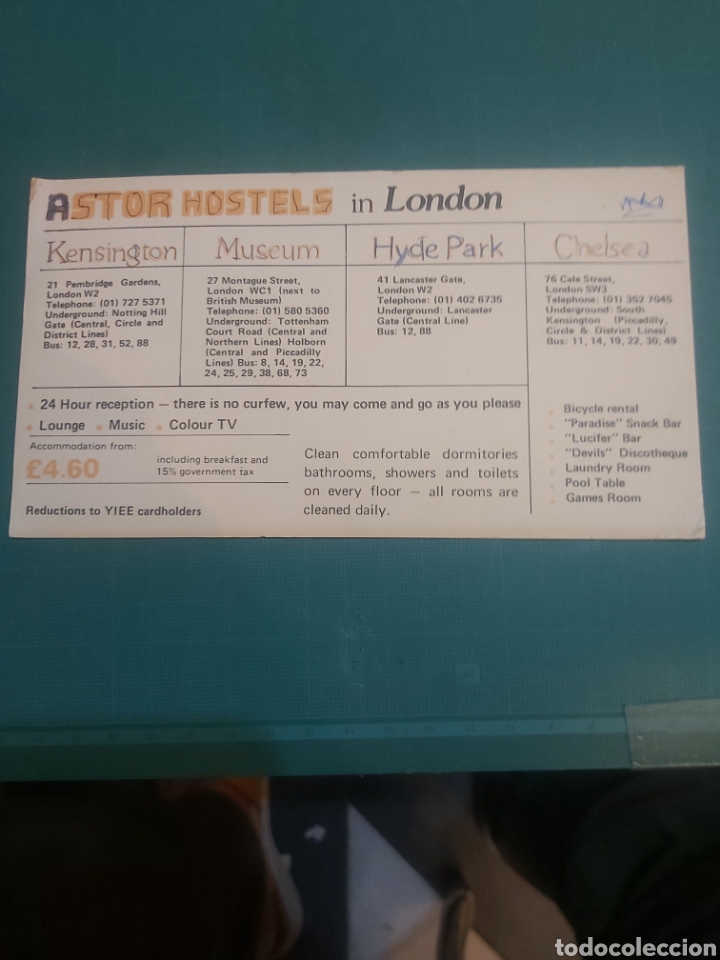 ASTOR HOSTELS in London
Kensington
21 Pembridge Gardens,
London W2
Telephone: (01) 727 5371
Underground: Notting Hill
Gate (Central, Circle and
District Lines)
Bus: 12, 28, 31, 52, 88
Museum
27 Montague Street,
London WC1 (next to
British Museum)
Telephone: (01) 580 5360
Underground: Tottenham
Court Road (Central and
Northern Lines) Holborn
(Central and Piccadilly
Lines) Bus: 8, 14, 19, 22,
24, 25, 29, 38, 68, 73
Hyde Park
41 Lancaster Gate,
London W2
Telephone: (01) 402 6735
Underground: Lancaster
Gate (Central Line)
Bus: 12, 88
Chelsea
76 Cale Street,
London SW3
Telephone: (01) 352 7045
Underground: South
Kensington (Piccadilly,
Circle & District Lines)
Bus: 11, 14, 19, 22, 30, 49
• 24 Hour reception — there is no curfew, you may come and go as you please
• Lounge • Music • Colour TV
Accommodation from:
£4.60
including breakfast and
15% government tax
Reductions to YIEE cardholders
Clean comfortable dormitories
bathrooms, showers and toilets
on every floor — all rooms are
cleaned daily.
• Bicycle rental
• "Paradise" Snack Bar
• "Lucifer" Bar
• "Devils" Discotheque
• Laundry Room
• Pool Table
• Games Room
todocoleccion